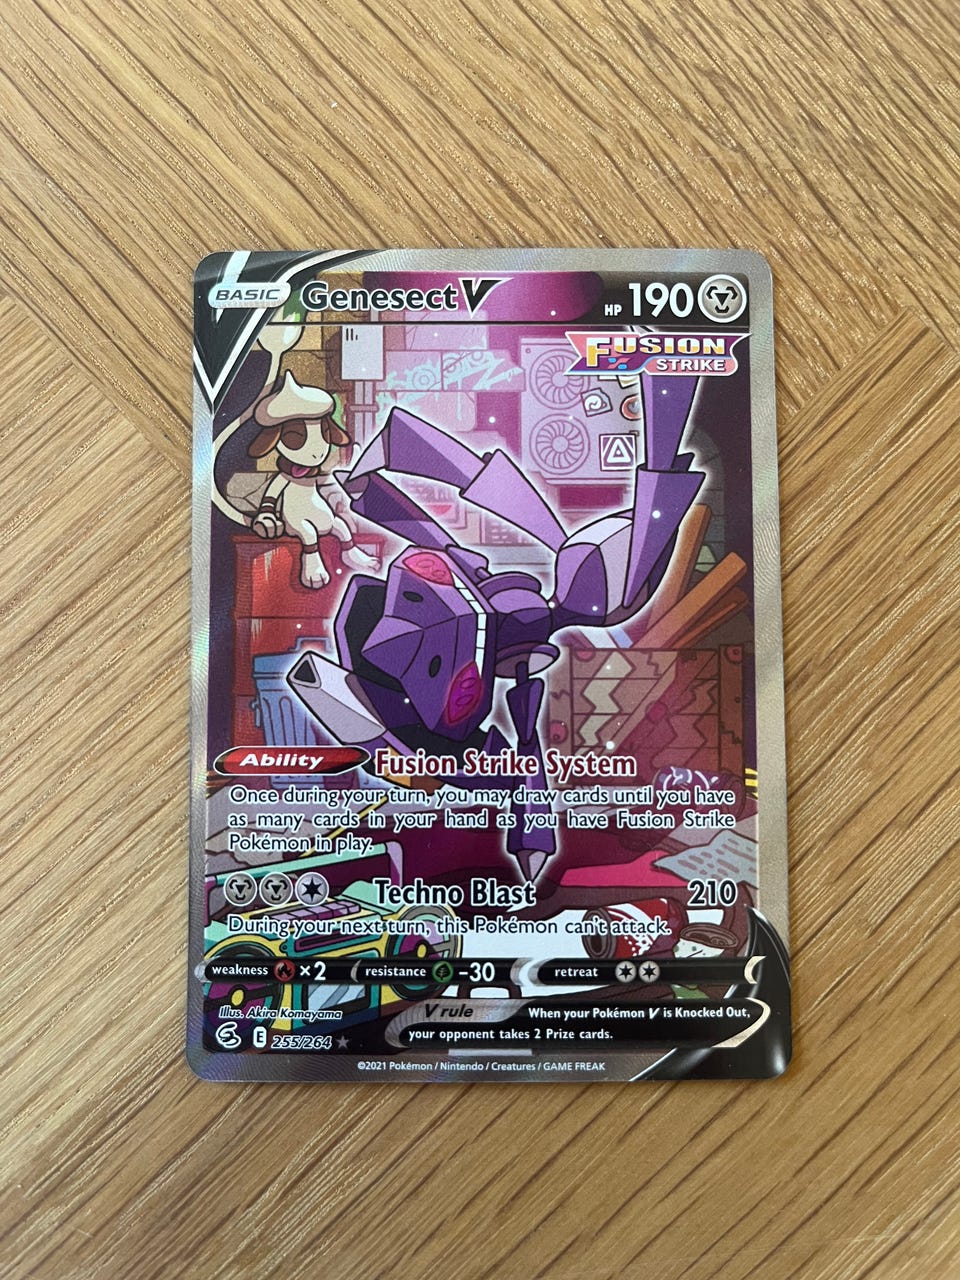 BASIC Genesect V HP 190
FUSION
STRIKE
Ability Fusion Strike System
Once during your turn, you may draw cards until you have
as many cards in your hand as you have Fusion Strike
Pokémon in play.
Techno Blast 210
During your next turn, this Pokémon can't attack.
weakness ×2 resistance -30 retreat
Illus. Akira Komayama
V rule When your Pokémon V is Knocked Out,
your opponent takes 2 Prize cards.
E 255/264 ★
©2021 Pokémon / Nintendo / Creatures / GAME FREAK